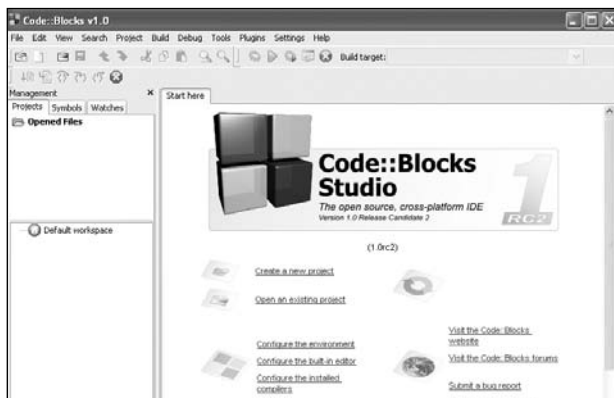 Code::Blocks v1.0
File Edit View Search Project Build Debug Tools Plugins Settings Help
Build target:
Management
Projects Symbols Watches
Opened Files
Default workspace
Start here
Code::Blocks
Studio
The open source, cross-platform IDE
Version 1.0 Release Candidate 2
1
RC2
(1.0rc2)
Create a new project
Open an existing project
Configure the environment
Configure the built-in editor
Configure the installed
compilers
Visit the Code::Blocks
website
Visit the Code::Blocks forums
Submit a bug report